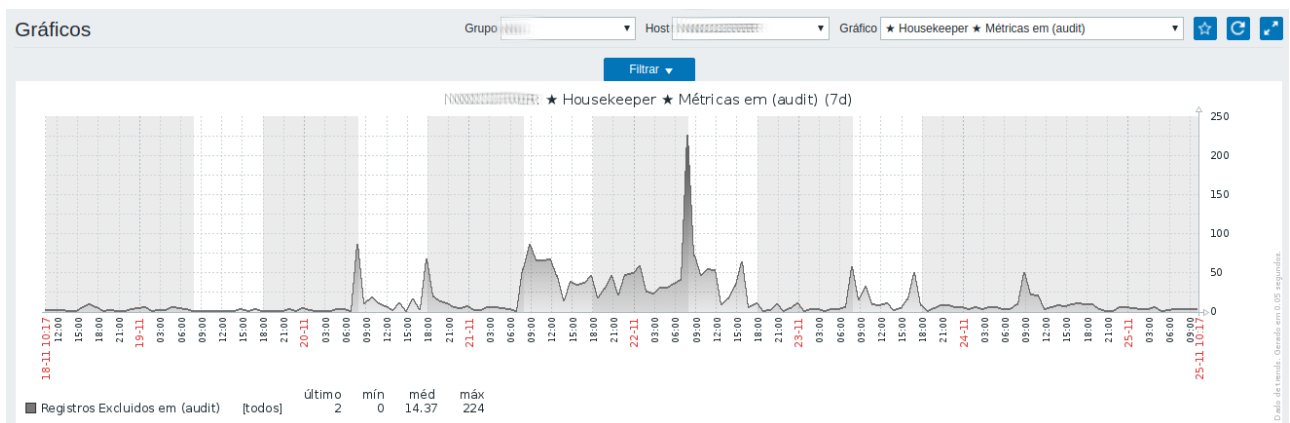 Gráficos
Grupo
Host
Gráfico ★ Housekeeper ★ Métricas em (audit)
Filtrar
★ Housekeeper ★ Métricas em (audit) (7d)
250
200
150
100
50
0
18-11 10:17 12:00 15:00 18:00 21:00 19-11 03:00 06:00 09:00 12:00 15:00 18:00 21:00 20-11 03:00 06:00 09:00 12:00 15:00 18:00 21:00 21-11 03:00 06:00 09:00 12:00 15:00 18:00 21:00 22-11 03:00 06:00 09:00 12:00 15:00 18:00 21:00 23-11 03:00 06:00 09:00 12:00 15:00 18:00 21:00 24-11 03:00 06:00 09:00 12:00 15:00 18:00 21:00 25-11 03:00 06:00 09:00 25-11 10:17
último mín méd máx
Registros Excluidos em (audit) [todos] 2 0 14.37 224
Dado de trends. Gerado em 0.05 segundos.